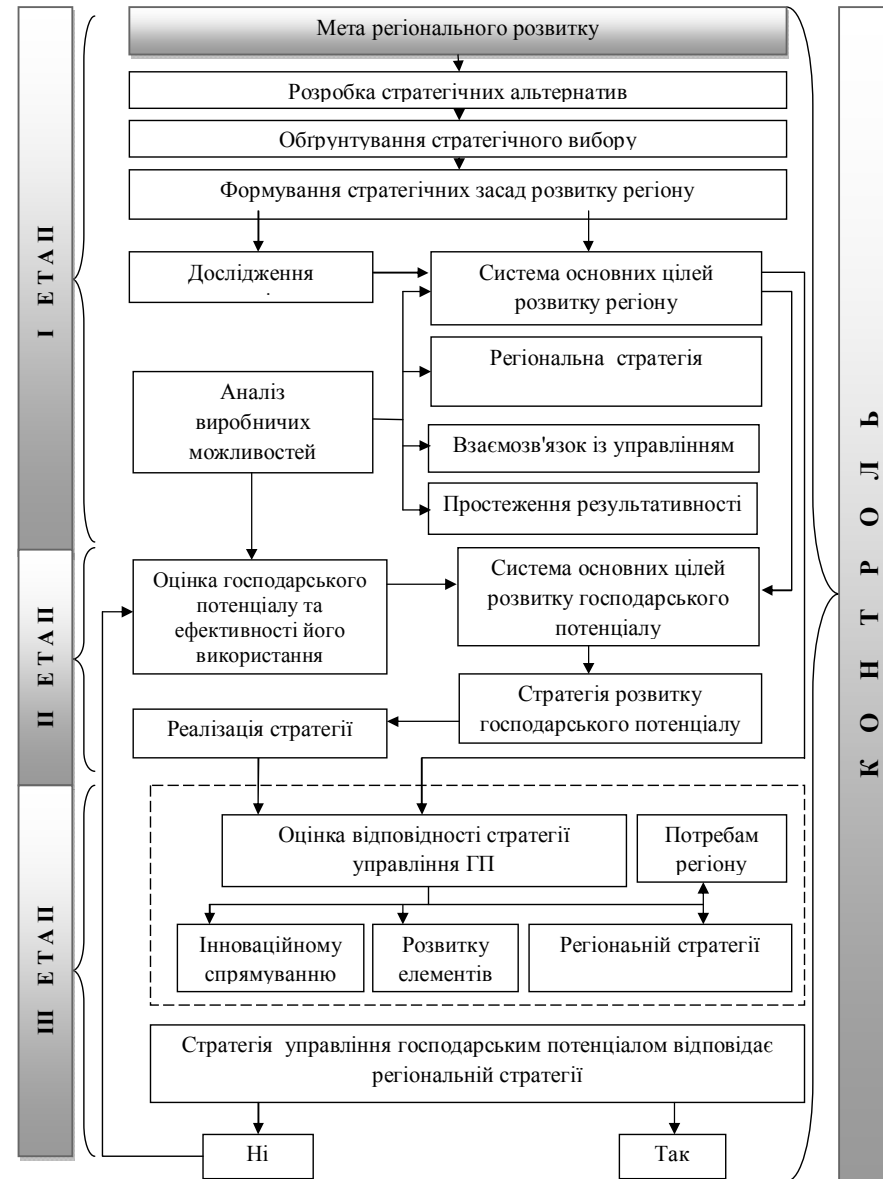 Мета регіонального розвитку
Розробка стратегічних альтернатив
Обґрунтування стратегічного вибору
Формування стратегічних засад розвитку регіону
І ЕТАП
Дослідження
Система основних цілей
розвитку регіону
Регіональна стратегія
Аналіз
виробничих
можливостей
Взаємозв'язок із управлінням
Простеження результативності
ІІ ЕТАП
Оцінка господарського
потенціалу та
ефективності його
використання
Система основних цілей
розвитку господарського
потенціалу
Стратегія розвитку
господарського потенціалу
Реалізація стратегії
ІІІ ЕТАП
Оцінка відповідності стратегії
управління ГП
Потребам
регіону
Інноваційному
спрямуванню
Розвитку
елементів
Регіоньній стратегії
Стратегія управління господарським потенціалом відповідає
регіональній стратегії
Ні
Так
КОНТРОЛЬ